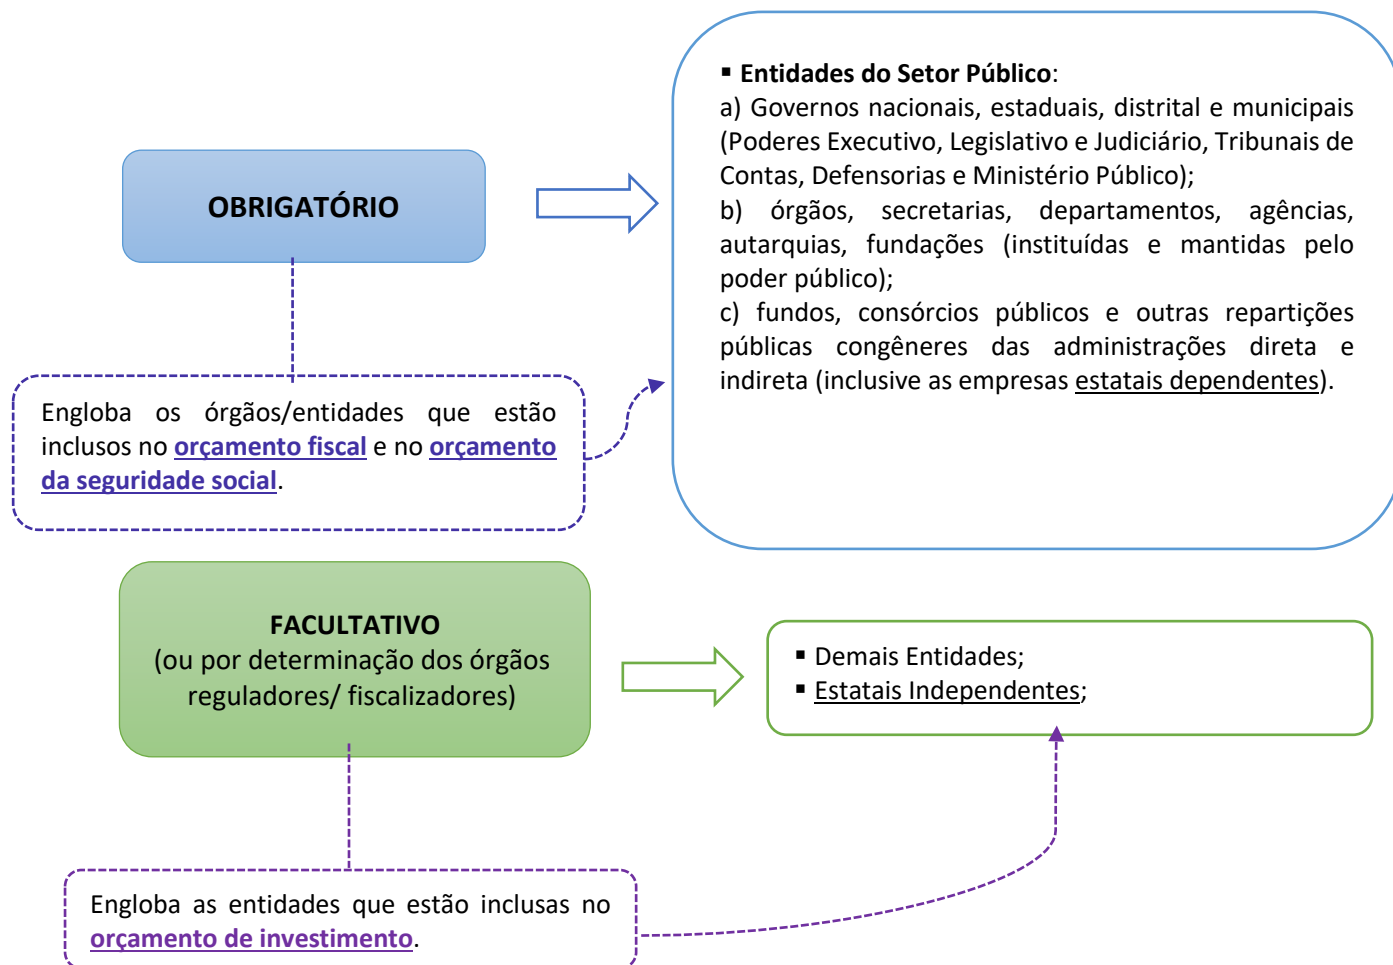 ▪ Entidades do Setor Público:
a) Governos nacionais, estaduais, distrital e municipais
(Poderes Executivo, Legislativo e Judiciário, Tribunais de
Contas, Defensorias e Ministério Público);
b) órgãos, secretarias, departamentos, agências,
autarquias, fundações (instituídas e mantidas pelo
poder público);
c) fundos, consórcios públicos e outras repartições
públicas congêneres das administrações direta e
indireta (inclusive as empresas estatais dependentes).
OBRIGATÓRIO
Engloba os órgãos/entidades que estão
inclusos no orçamento fiscal e no orçamento
da seguridade social.
FACULTATIVO
(ou por determinação dos órgãos
reguladores/ fiscalizadores)
▪ Demais Entidades;
▪ Estatais Independentes;
Engloba as entidades que estão inclusas no
orçamento de investimento.